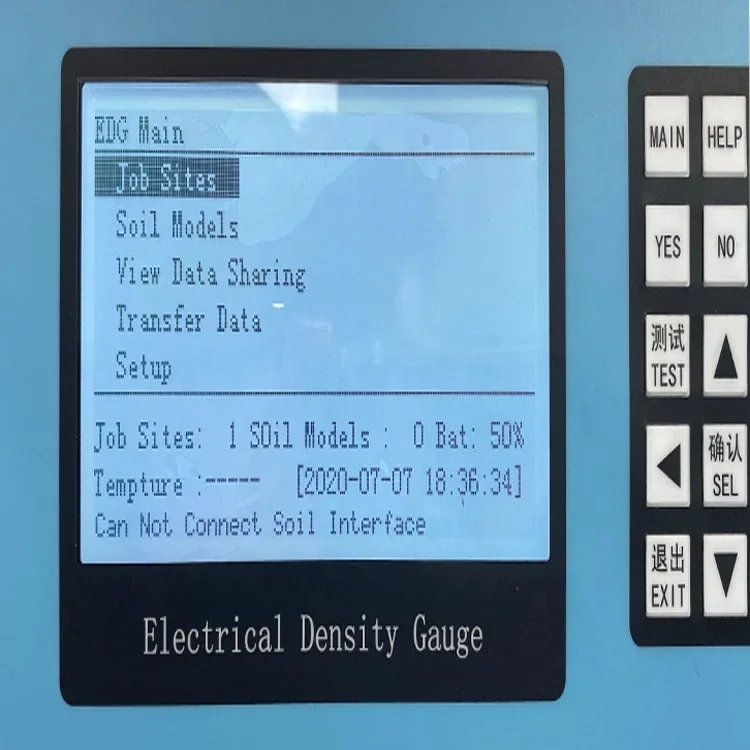 EDG Main
Job Sites
Soil Models
View Data Sharing
Transfer Data
Setup
Job Sites: 1 SOil Models : 0 Bat: 50%
Tempture :----- [2020-07-07 18:36:34]
Can Not Connect Soil Interface
Electrical Density Gauge
MAIN HELP
YES NO
测试
TEST
确认
SEL
退出
EXIT